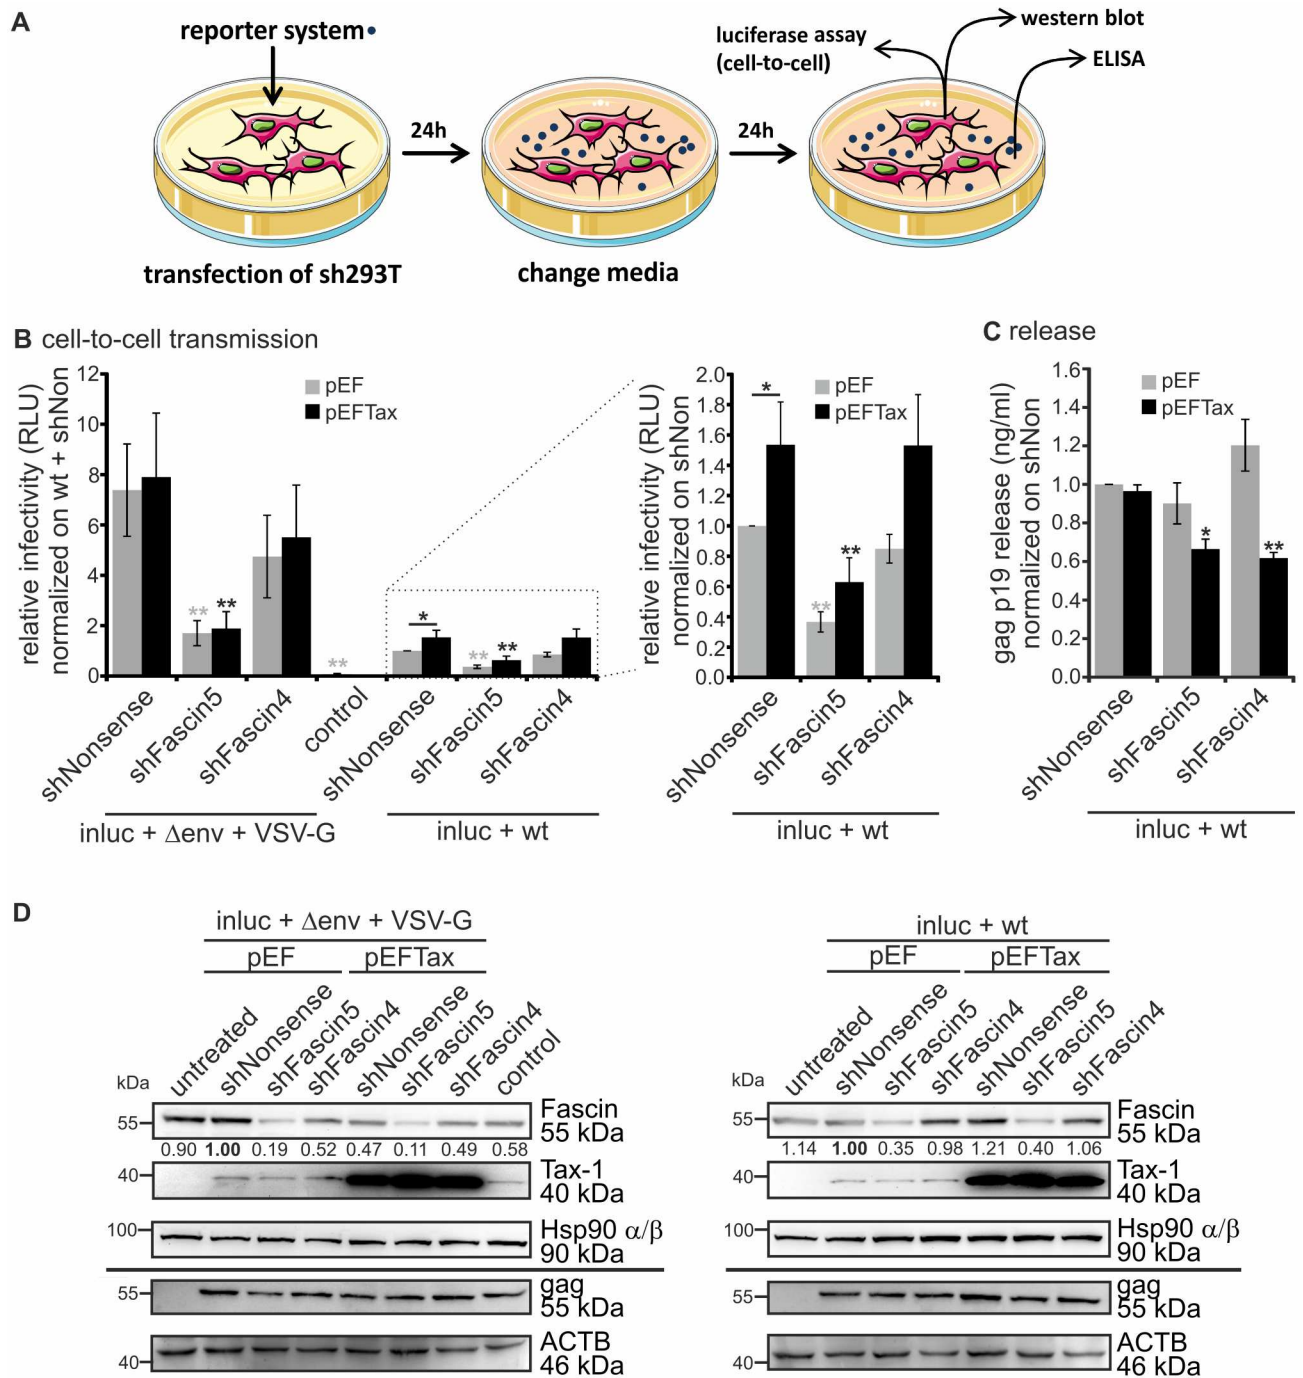 A
reporter system
transfection of sh293T
24h
change media
24h
luciferase assay
(cell-to-cell)
western blot
ELISA
B cell-to-cell transmission
relative infectivity (RLU)
normalized on wt + shNon
12
10
8
6
4
2
0
pEF
pEFTax
** ** ** * ** **
shNonsense
shFascin5
shFascin4
control
shNonsense
shFascin5
shFascin4
inluc + Δenv + VSV-G
inluc + wt
relative infectivity (RLU)
normalized on shNon
2.0
1.8
1.6
1.4
1.2
1.0
0.8
0.6
0.4
0.2
0.0
pEF
pEFTax
* ** **
shNonsense
shFascin5
shFascin4
inluc + wt
C release
gag p19 release (ng/ml)
normalized on shNon
1.6
1.4
1.2
1.0
0.8
0.6
0.4
0.2
0.0
pEF
pEFTax
* **
shNonsense
shFascin5
shFascin4
inluc + wt
D
inluc + Δenv + VSV-G
pEF pEFTax
untreated
shNonsense
shFascin5
shFascin4
shNonsense
shFascin5
shFascin4
control
kDa
55
Fascin
55 kDa
0.90 1.00 0.19 0.52 0.47 0.11 0.49 0.58
40
Tax-1
40 kDa
100
Hsp90 α/β
90 kDa
55
gag
55 kDa
40
ACTB
46 kDa
inluc + wt
pEF pEFTax
untreated
shNonsense
shFascin5
shFascin4
shNonsense
shFascin5
shFascin4
kDa
55
Fascin
55 kDa
1.14 1.00 0.35 0.98 1.21 0.40 1.06
40
Tax-1
40 kDa
100
Hsp90 α/β
90 kDa
55
gag
55 kDa
40
ACTB
46 kDa